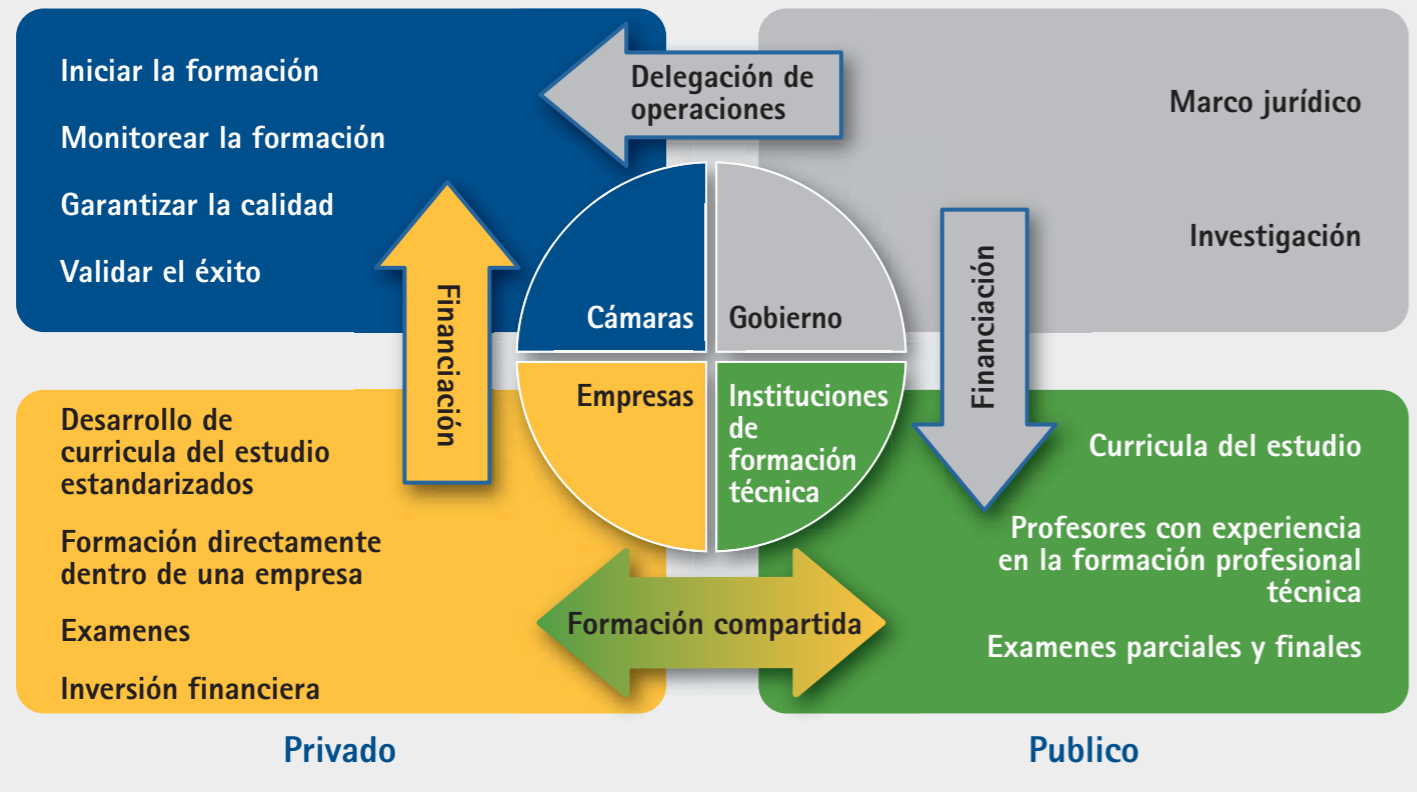 Iniciar la formación
Monitorear la formación
Garantizar la calidad
Validar el éxito
Delegación de
operaciones
Marco jurídico
Investigación
Financiación
Cámaras
Gobierno
Financiación
Empresas
Instituciones
de
formación
técnica
Desarrollo de
curricula del estudio
estandarizados
Formación directamente
dentro de una empresa
Examenes
Inversión financiera
Formación compartida
Curricula del estudio
Profesores con experiencia
en la formación profesional
técnica
Examenes parciales y finales
Privado
Publico